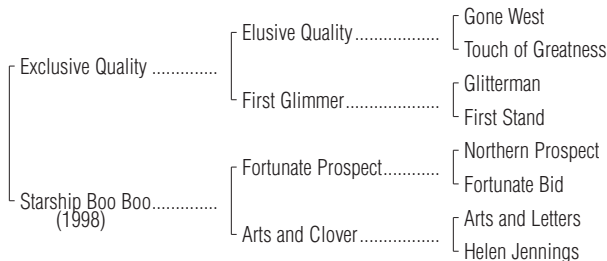 Gone West
Elusive Quality ..................
Touch of Greatness
Exclusive Quality .............
Glitterman
First Glimmer....................
First Stand
Northern Prospect
Fortunate Prospect............
Fortunate Bid
Starship Boo Boo.............
(1998)
Arts and Letters
Arts and Clover .................
Helen Jennings